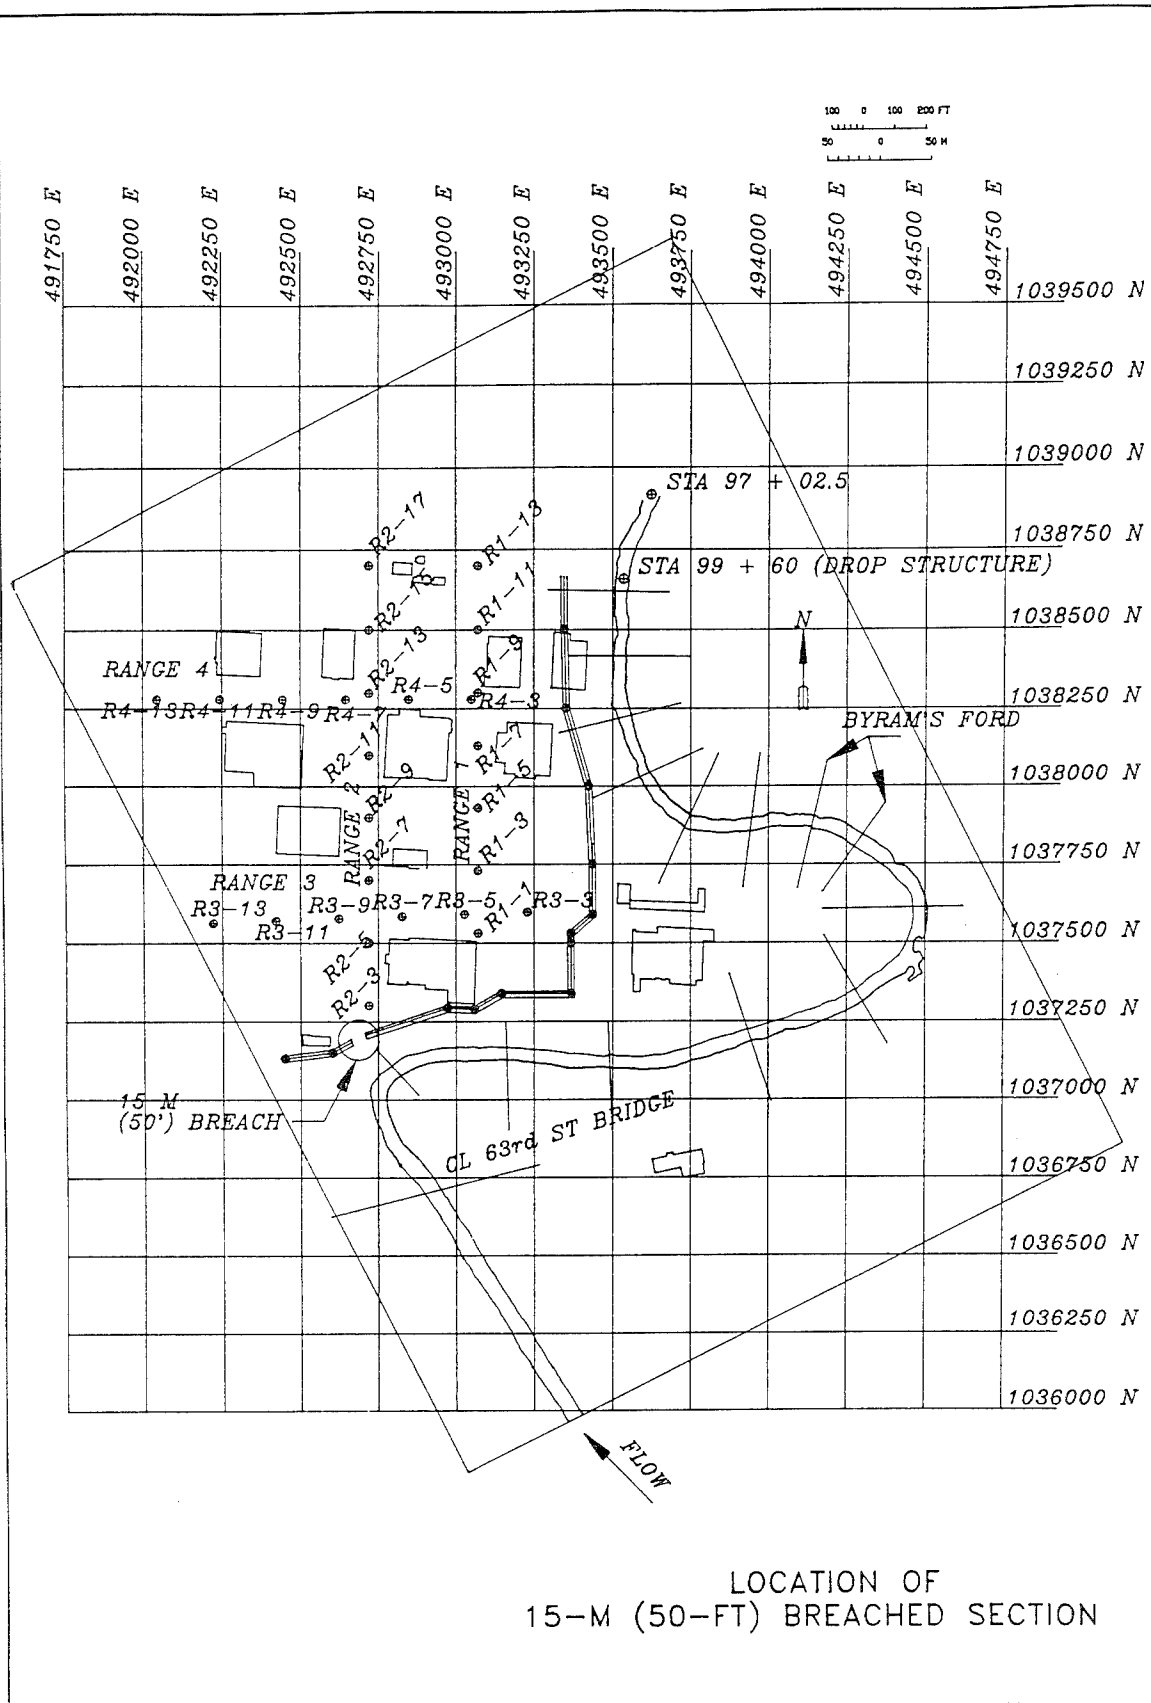 100 0 100 200 FT
50 0 50 M
491750 E
492000 E
492250 E
492500 E
492750 E
493000 E
493250 E
493500 E
493750 E
494000 E
494250 E
494500 E
494750 E
1039500 N
1039250 N
1039000 N
STA 97 + 02.5
1038750 N
R2-17
R1-13
STA 99 + 60 (DROP STRUCTURE)
R2-15
R1-11
1038500 N
N
R2-13
R1-9
RANGE 4
R4-13
R4-11
R4-9
R4-7
R4-5
R4-3
1038250 N
BYRAM'S FORD
R2-11
R1-7
1038000 N
R2-9
R1-5
RANGE 2
RANGE 1
R2-7
R1-3
1037750 N
RANGE 3
R3-13
R3-11
R3-9
R3-7
R3-5
R3-3
R1-1
1037500 N
R2-5
R2-3
1037250 N
15 M
(50') BREACH
1037000 N
CL 63rd ST BRIDGE
1036750 N
1036500 N
1036250 N
1036000 N
FLOW
LOCATION OF
15-M (50-FT) BREACHED SECTION